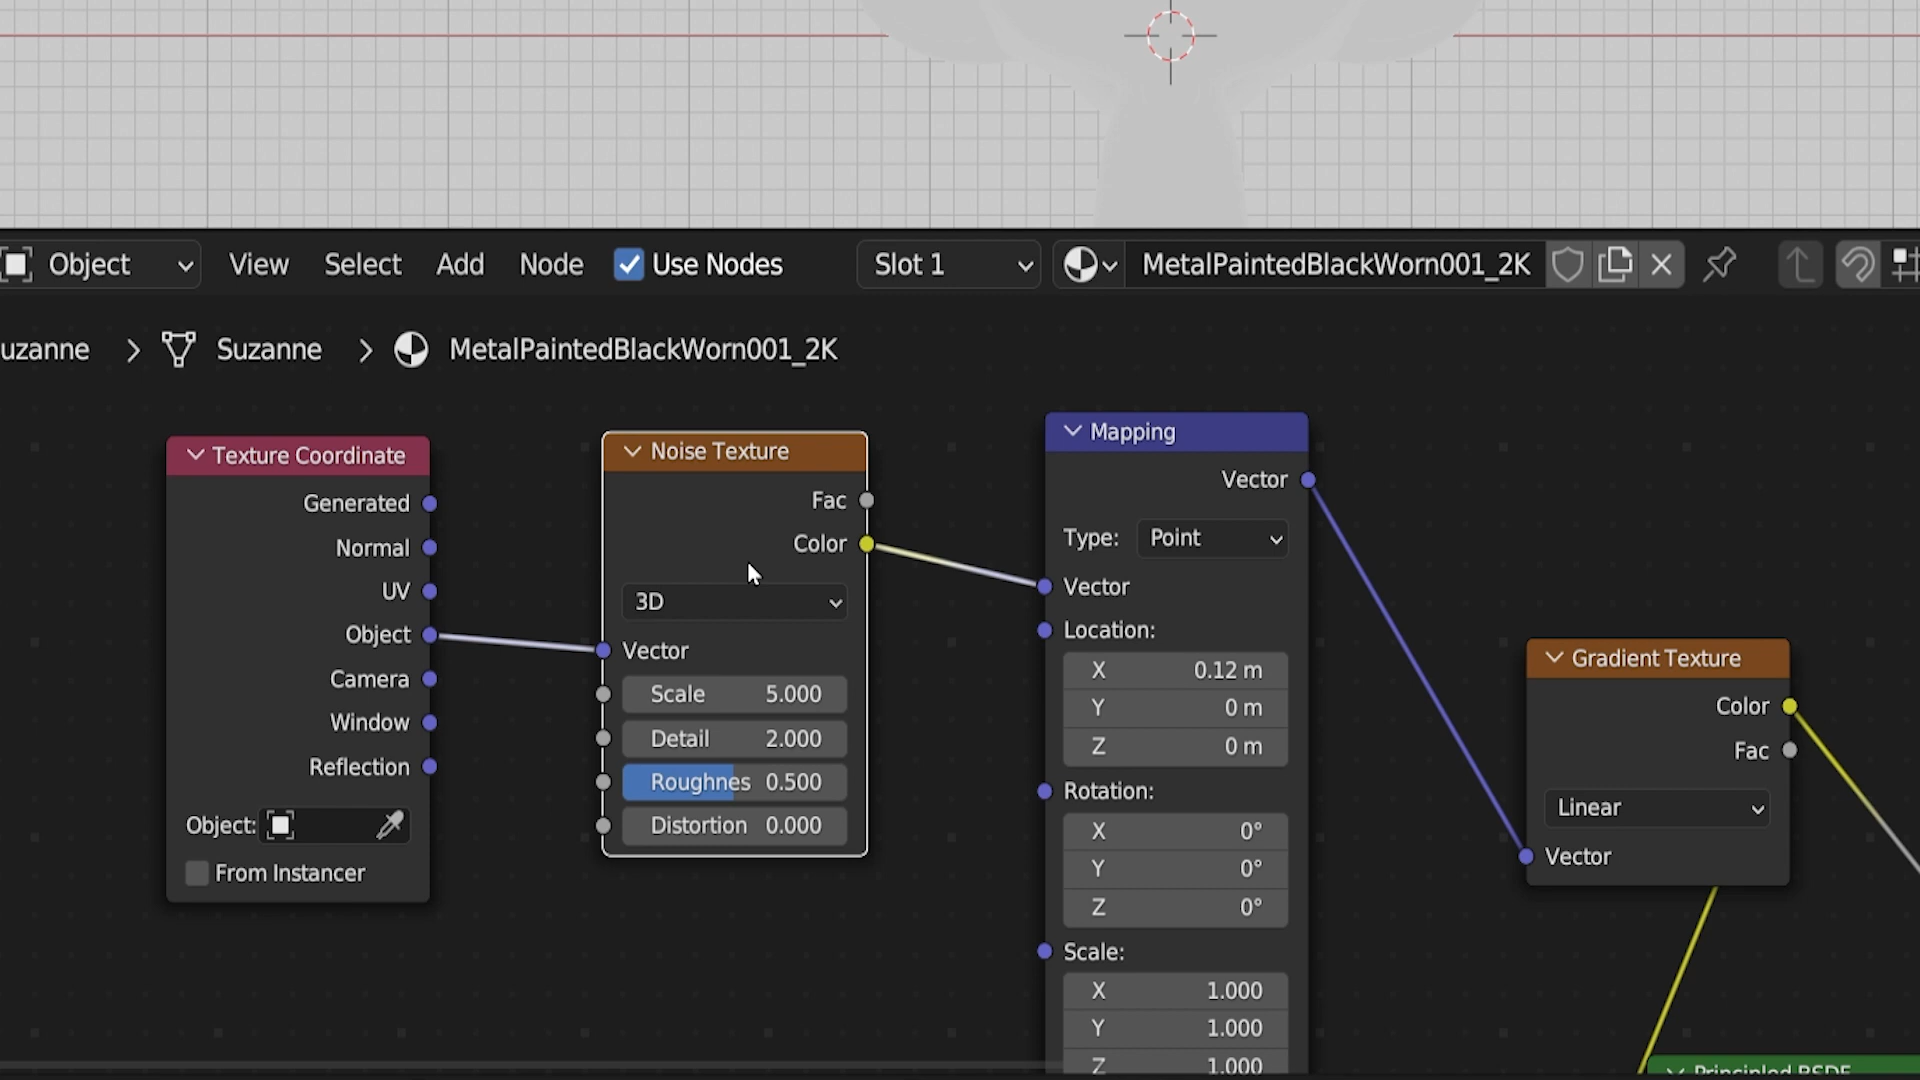 Object View Select Add Node Use Nodes Slot 1 MetalPaintedBlackWorn001_2K
uzanne Suzanne MetalPaintedBlackWorn001_2K
Texture Coordinate
Generated
Normal
UV
Object
Camera
Window
Reflection
Object:
From Instancer
Noise Texture
Fac
Color
3D
Vector
Scale 5.000
Detail 2.000
Roughnes 0.500
Distortion 0.000
Mapping
Vector
Type: Point
Vector
Location:
X 0.12 m
Y 0 m
Z 0 m
Rotation:
X 0°
Y 0°
Z 0°
Scale:
X 1.000
Y 1.000
Z 1.000
Gradient Texture
Color
Fac
Linear
Vector
Principled BSDF